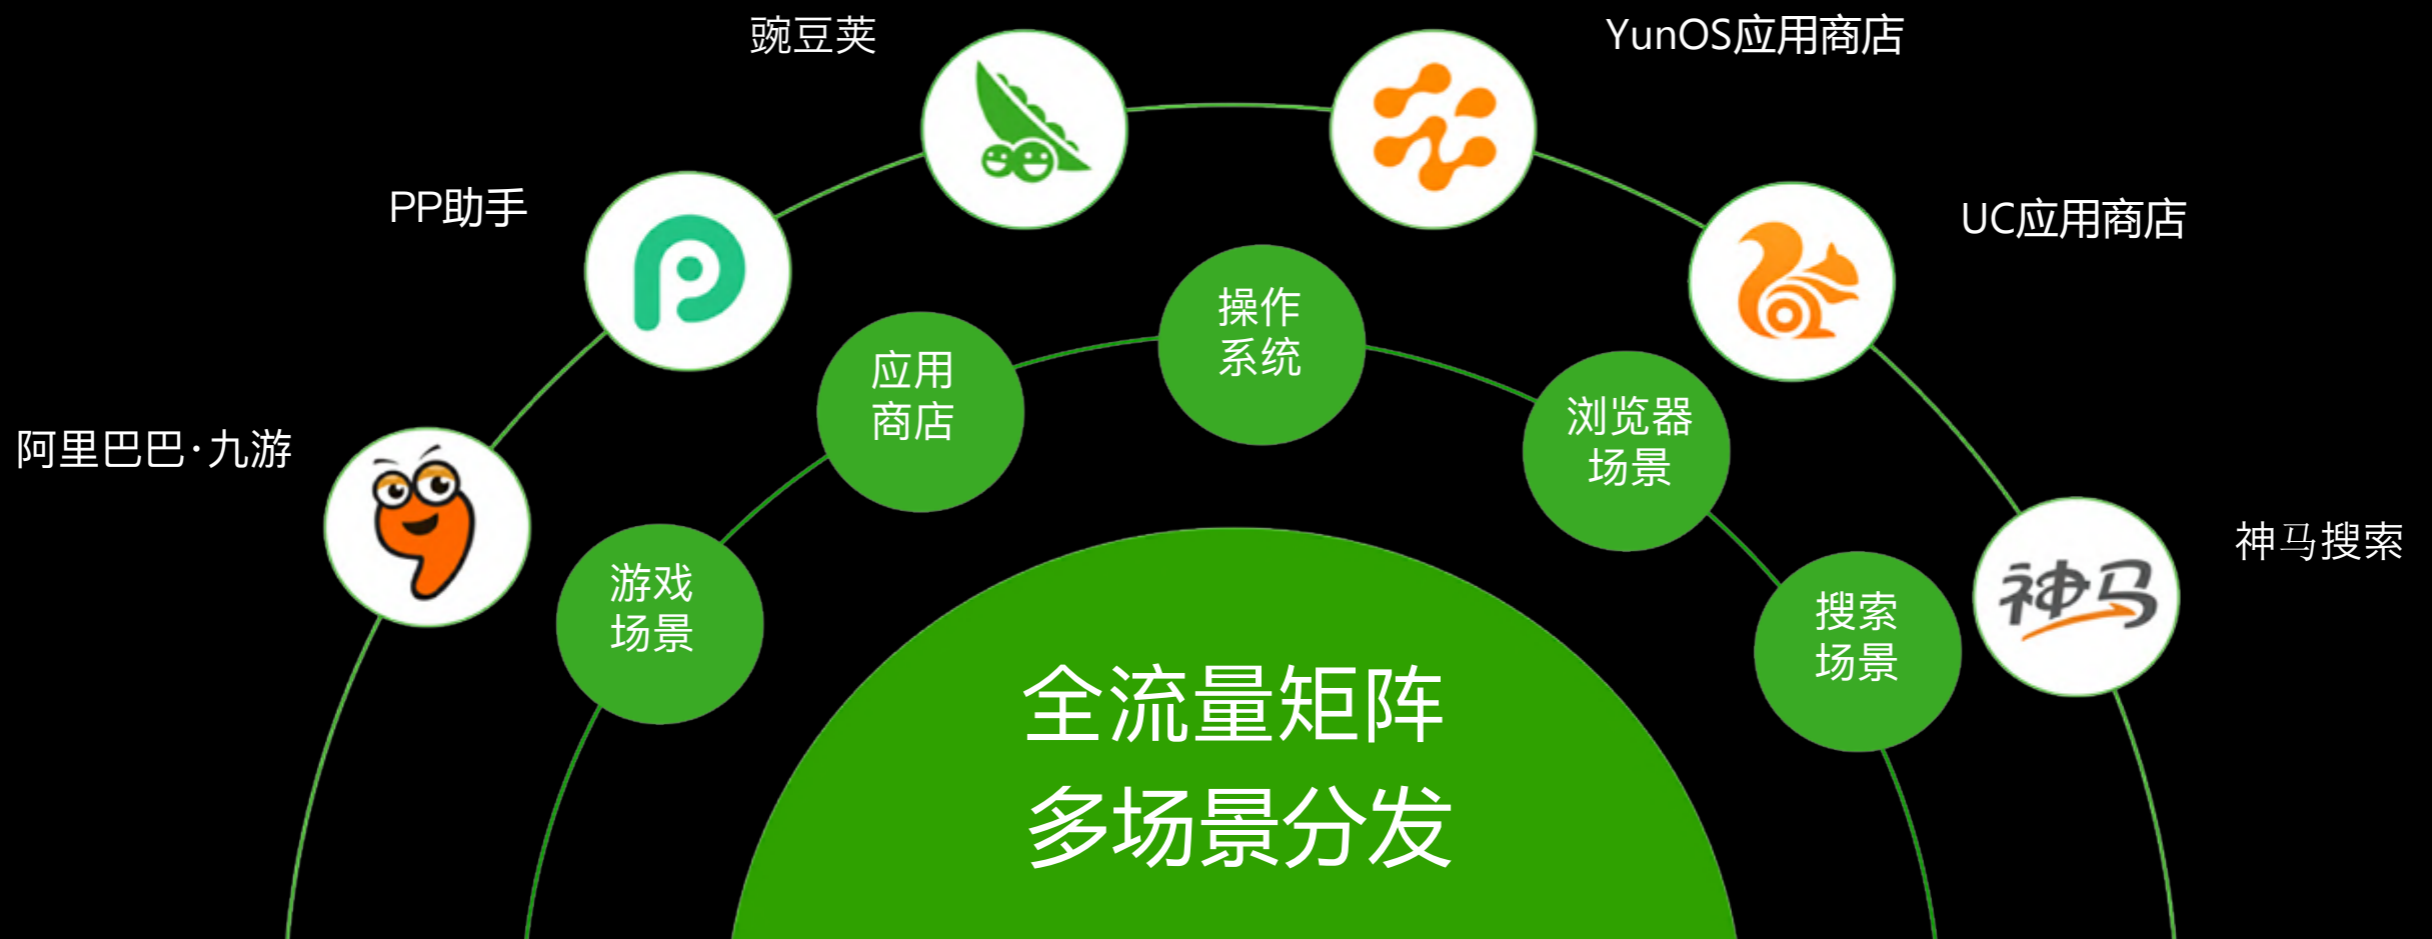 豌豆荚
YunOS应用商店
PP助手
UC应用商店
阿里巴巴·九游
神马搜索
神马
操作
系统
应用
商店
浏览器
场景
游戏
场景
搜索
场景
全流量矩阵
多场景分发